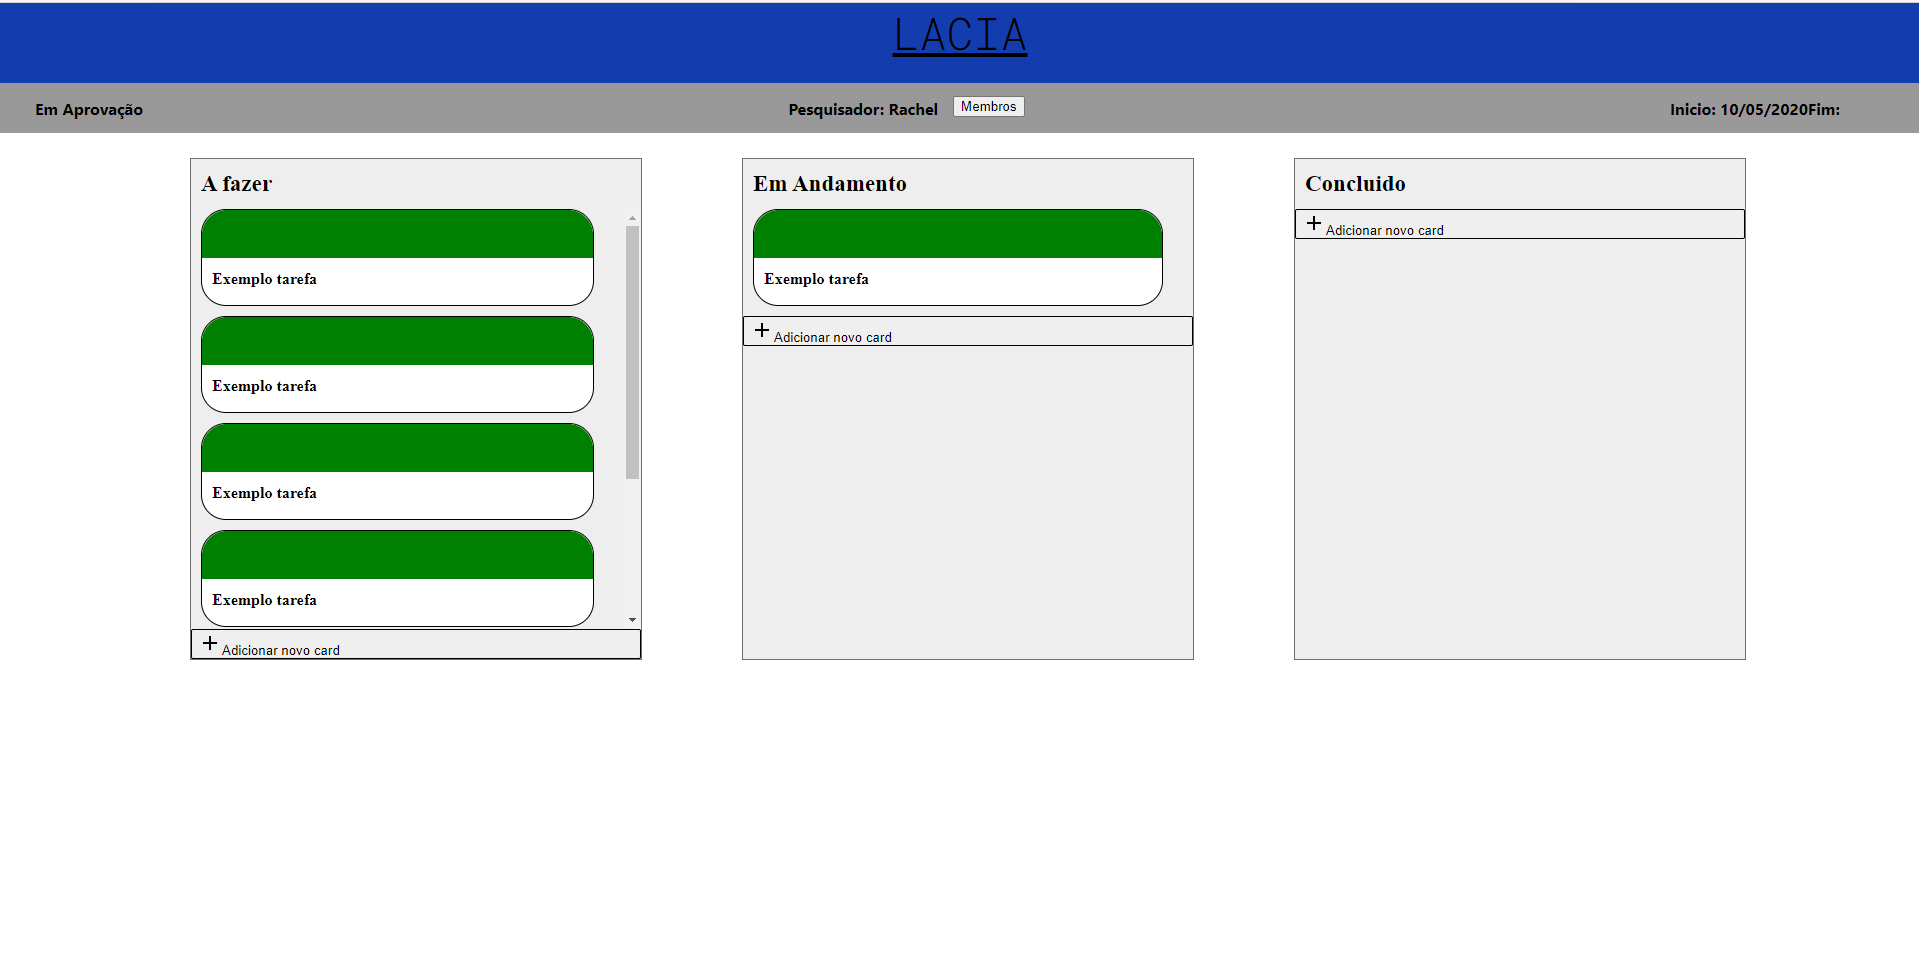 LACIA
Em Aprovação
Pesquisador: Rachel
Membros
Inicio: 10/05/2020Fim:
A fazer
Exemplo tarefa
Exemplo tarefa
Exemplo tarefa
Exemplo tarefa
Adicionar novo card
Em Andamento
Exemplo tarefa
Adicionar novo card
Concluido
Adicionar novo card